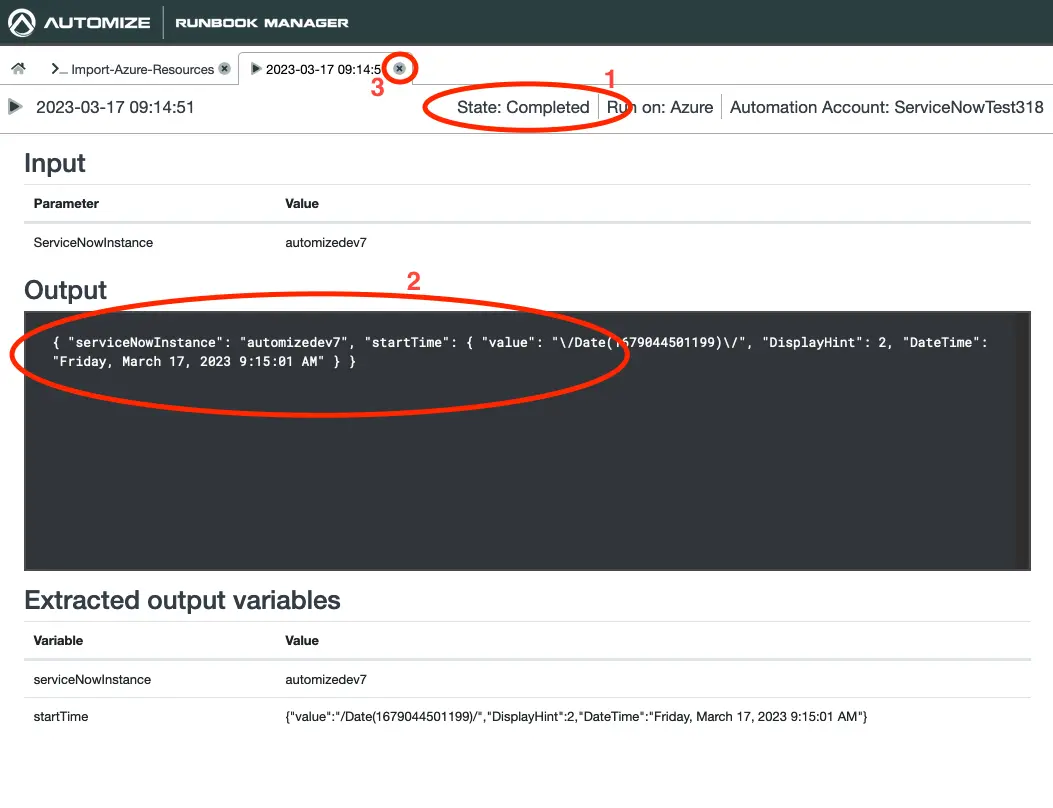 AUTOMIZE RUNBOOK MANAGER
>_ Import-Azure-Resources 2023-03-17 09:14:5
3
1
2023-03-17 09:14:51 State: Completed Run on: Azure Automation Account: ServiceNowTest318
Input
Parameter Value
ServiceNowInstance automizedev7
Output
2
{ "serviceNowInstance": "automizedev7", "startTime": { "value": "\/Date(1679044501199)\/", "DisplayHint": 2, "DateTime":
"Friday, March 17, 2023 9:15:01 AM" } }
Extracted output variables
Variable Value
serviceNowInstance automizedev7
startTime {"value":"/Date(1679044501199)/","DisplayHint":2,"DateTime":"Friday, March 17, 2023 9:15:01 AM"}